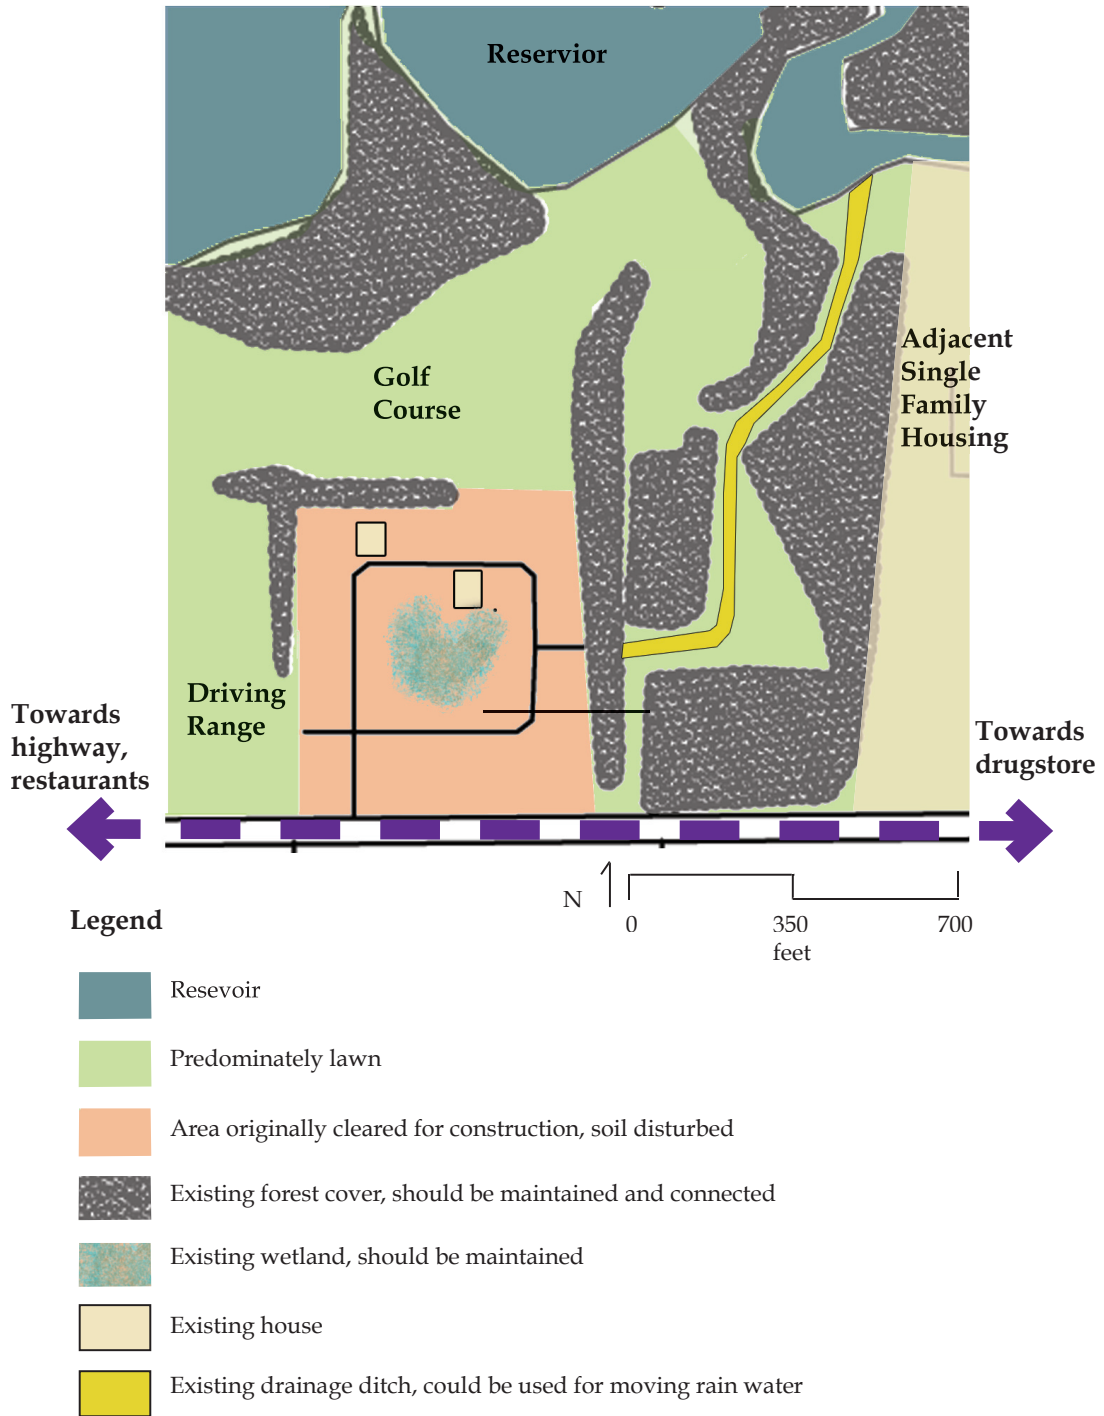 Reservior
Adjacent
Single
Family
Housing
Golf
Course
Driving
Range
Towards
highway,
restaurants
Towards
drugstore
N
0
350
700
feet
Legend
Resevoir
Predominately lawn
Area originally cleared for construction, soil disturbed
Existing forest cover, should be maintained and connected
Existing wetland, should be maintained
Existing house
Existing drainage ditch, could be used for moving rain water